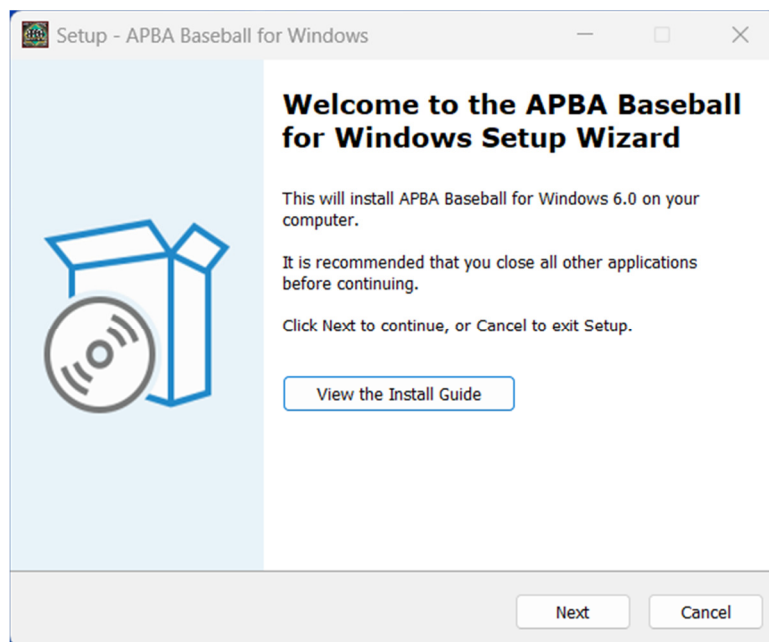 Setup - APBA Baseball for Windows
Welcome to the APBA Baseball
for Windows Setup Wizard
This will install APBA Baseball for Windows 6.0 on your
computer.
It is recommended that you close all other applications
before continuing.
Click Next to continue, or Cancel to exit Setup.
View the Install Guide
Next
Cancel